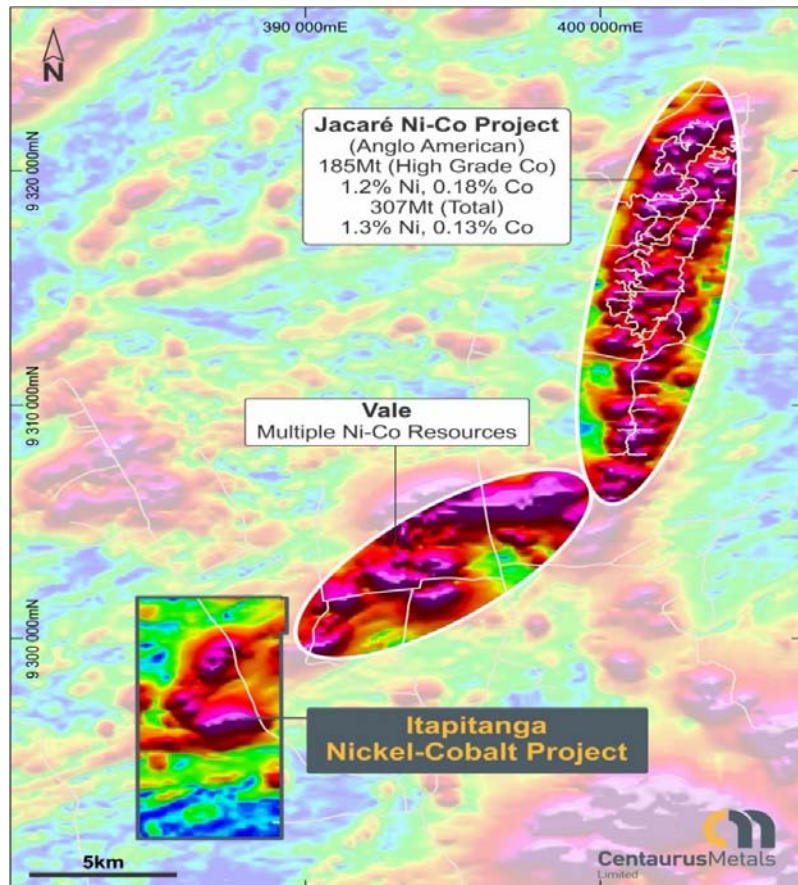 390 000mE
400 000mE
N
Jacaré Ni-Co Project
(Anglo American)
185Mt (High Grade Co)
1.2% Ni, 0.18% Co
307Mt (Total)
1.3% Ni, 0.13% Co
9 320 000mN
9 310 000mN
Vale
Multiple Ni-Co Resources
9 300 000mN
Itapitanga
Nickel-Cobalt Project
5km
CentaurusMetals
Limited